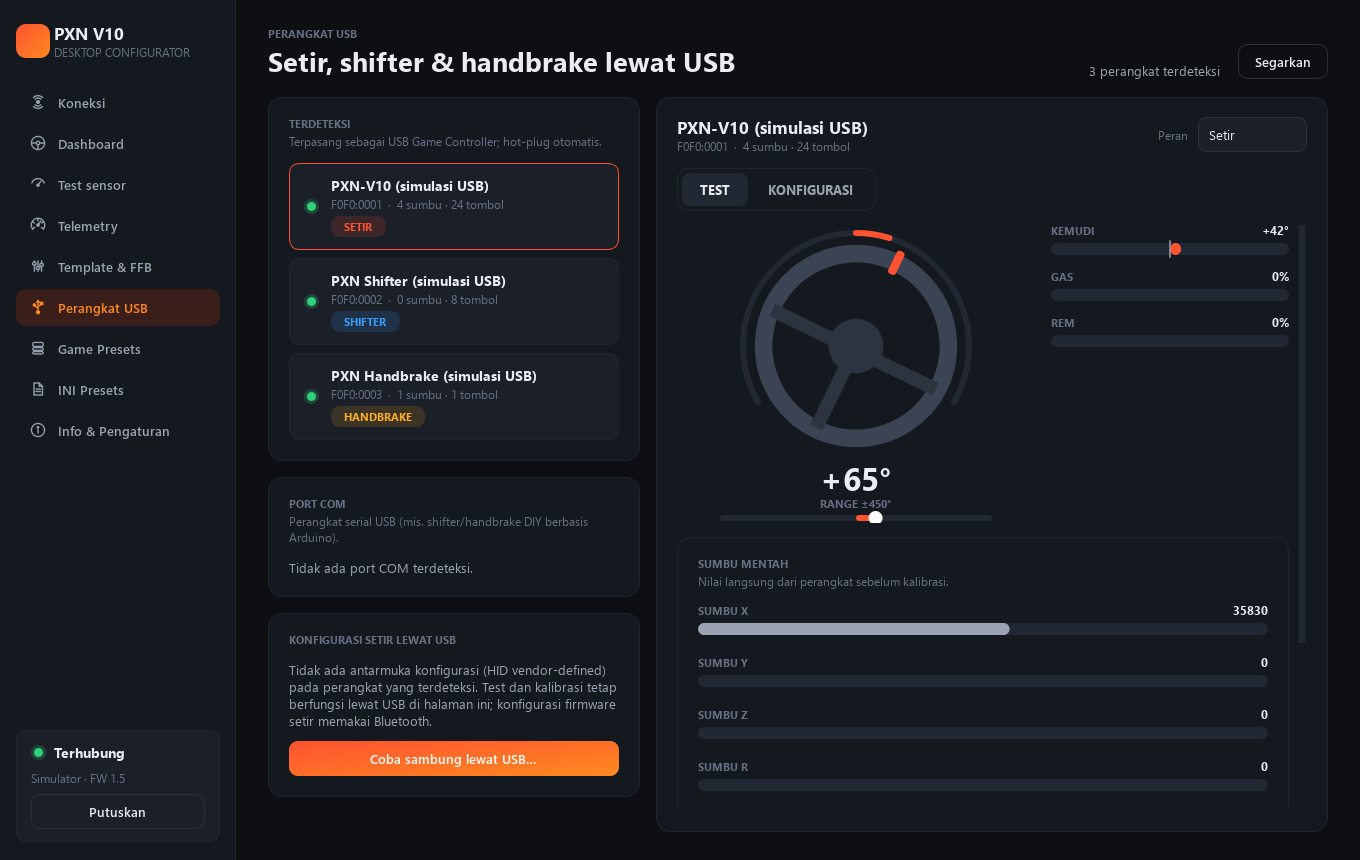 PXN V10
DESKTOP CONFIGURATOR
Koneksi
Dashboard
Test sensor
Telemetry
Template & FFB
Perangkat USB
Game Presets
INI Presets
Info & Pengaturan
Terhubung
Simulator · FW 1.5
Putuskan
PERANGKAT USB
Setir, shifter & handbrake lewat USB
3 perangkat terdeteksi
Segarkan
TERDETEKSI
Terpasang sebagai USB Game Controller; hot-plug otomatis.
PXN-V10 (simulasi USB)
F0F0:0001 · 4 sumbu · 24 tombol
SETIR
PXN Shifter (simulasi USB)
F0F0:0002 · 0 sumbu · 8 tombol
SHIFTER
PXN Handbrake (simulasi USB)
F0F0:0003 · 1 sumbu · 1 tombol
HANDBRAKE
PORT COM
Perangkat serial USB (mis. shifter/handbrake DIY berbasis
Arduino).
Tidak ada port COM terdeteksi.
KONFIGURASI SETIR LEWAT USB
Tidak ada antarmuka konfigurasi (HID vendor-defined)
pada perangkat yang terdeteksi. Test dan kalibrasi tetap
berfungsi lewat USB di halaman ini; konfigurasi firmware
setir memakai Bluetooth.
Coba sambung lewat USB...
PXN-V10 (simulasi USB)
F0F0:0001 · 4 sumbu · 24 tombol
Peran
Setir
TEST
KONFIGURASI
+65°
RANGE ±450°
KEMUDI +42°
GAS 0%
REM 0%
SUMBU MENTAH
Nilai langsung dari perangkat sebelum kalibrasi.
SUMBU X 35830
SUMBU Y 0
SUMBU Z 0
SUMBU R 0